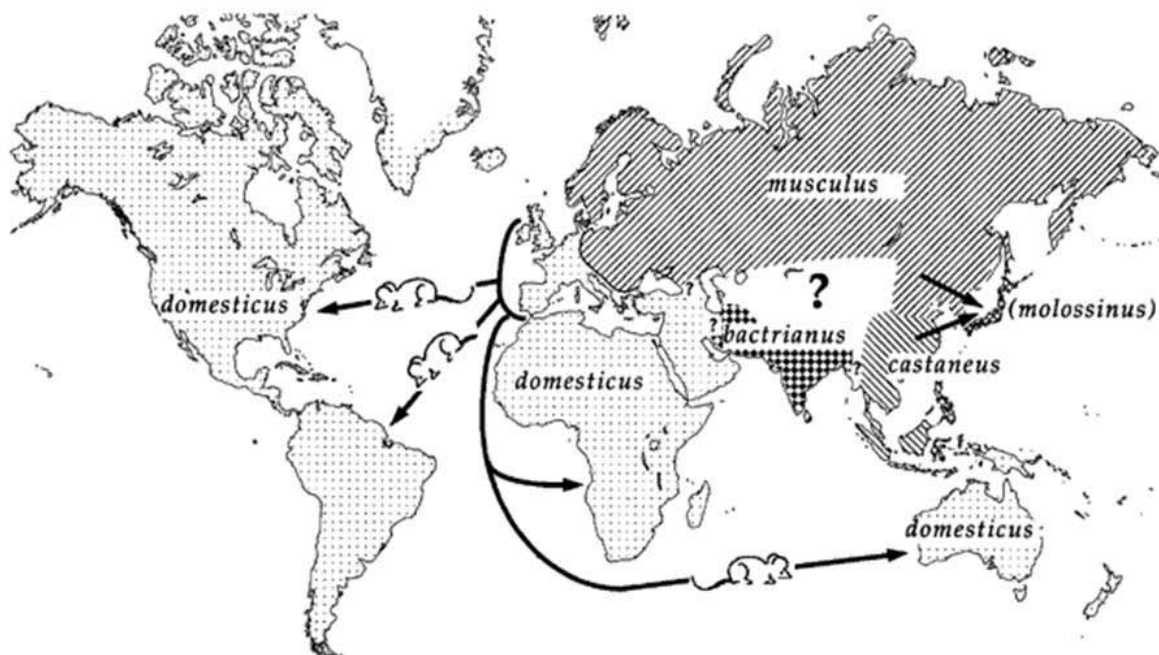 musculus
?
domesticus
(molossinus)
?
?
bactrianus
?
castaneus
domesticus
domesticus